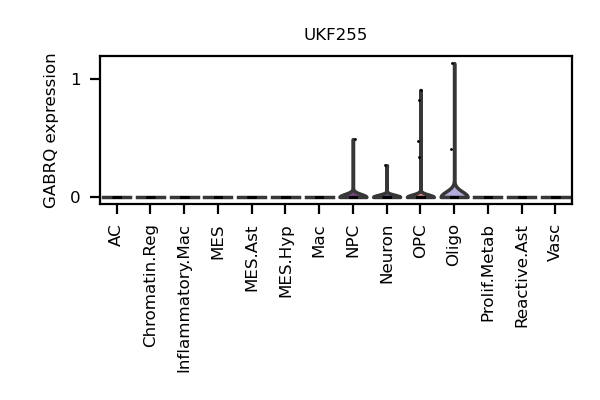 UKF255
GABRQ expression
1
0
AC
Chromatin.Reg
Inflammatory.Mac
MES
MES.Ast
MES.Hyp
Mac
NPC
Neuron
OPC
Oligo
Prolif.Metab
Reactive.Ast
Vasc